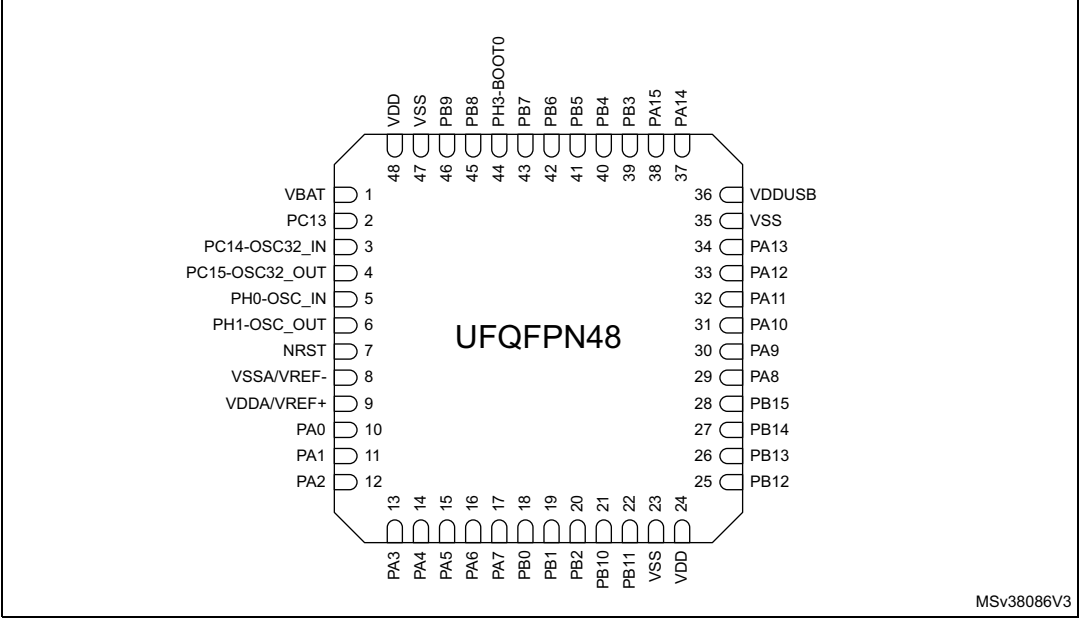 VDD VSS PB9 PB8 PH3-BOOT0 PB7 PB6 PB5 PB4 PB3 PA15 PA14
48 47 46 45 44 43 42 41 40 39 38 37
VBAT 1 36 VDDUSB
PC13 2 35 VSS
PC14-OSC32_IN 3 34 PA13
PC15-OSC32_OUT 4 33 PA12
PH0-OSC_IN 5 32 PA11
PH1-OSC_OUT 6 31 PA10
UFQFPN48
NRST 7 30 PA9
VSSA/VREF- 8 29 PA8
VDDA/VREF+ 9 28 PB15
PA0 10 27 PB14
PA1 11 26 PB13
PA2 12 25 PB12
13 14 15 16 17 18 19 20 21 22 23 24
PA3 PA4 PA5 PA6 PA7 PB0 PB1 PB2 PB10 PB11 VSS VDD
MSv38086V3